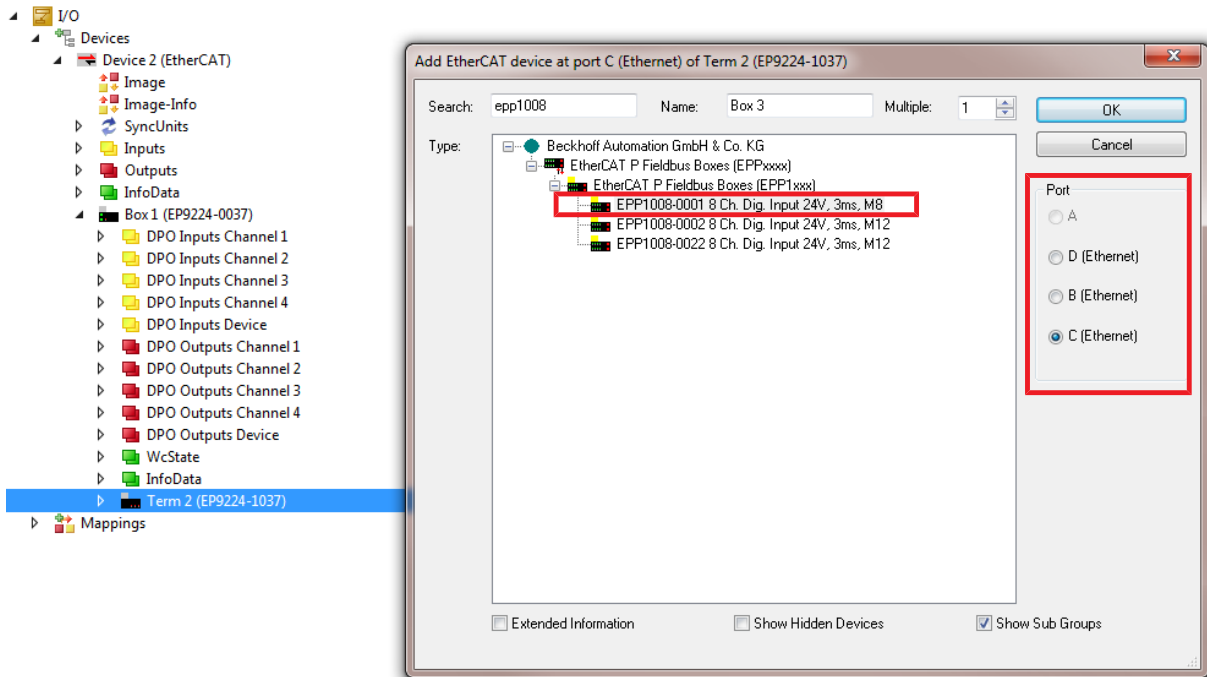 I/O
Devices
Device 2 (EtherCAT)
Image
Image-Info
SyncUnits
Inputs
Outputs
InfoData
Box 1 (EP9224-0037)
DPO Inputs Channel 1
DPO Inputs Channel 2
DPO Inputs Channel 3
DPO Inputs Channel 4
DPO Inputs Device
DPO Outputs Channel 1
DPO Outputs Channel 2
DPO Outputs Channel 3
DPO Outputs Channel 4
DPO Outputs Device
WcState
InfoData
Term 2 (EP9224-1037)
Mappings
Add EtherCAT device at port C (Ethernet) of Term 2 (EP9224-1037)
Search: epp1008 Name: Box 3 Multiple: 1 OK
Type: Cancel
Beckhoff Automation GmbH & Co. KG
EtherCAT P Fieldbus Boxes (EPPxxxx)
EtherCAT P Fieldbus Boxes (EPP1xxx)
EPP1008-0001 8 Ch. Dig. Input 24V, 3ms, M8
EPP1008-0002 8 Ch. Dig. Input 24V, 3ms, M12
EPP1008-0022 8 Ch. Dig. Input 24V, 3ms, M12
Port
A
D (Ethernet)
B (Ethernet)
C (Ethernet)
Extended Information Show Hidden Devices Show Sub Groups